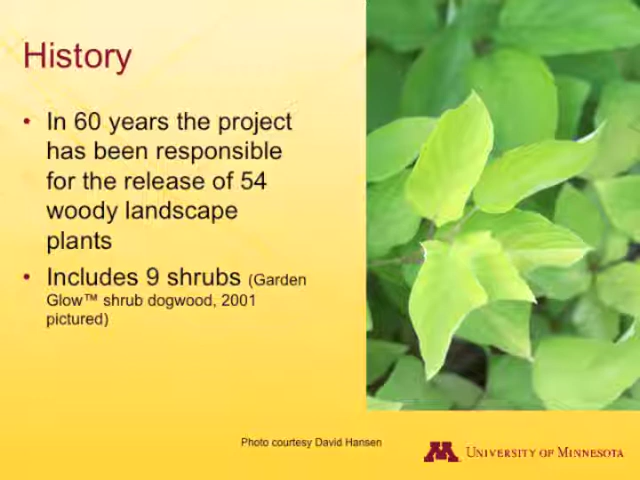 History
• In 60 years the project
has been responsible
for the release of 54
woody landscape
plants
• Includes 9 shrubs (Garden
Glow™ shrub dogwood, 2001
pictured)
Photo courtesy David Hansen
M University of Minnesota